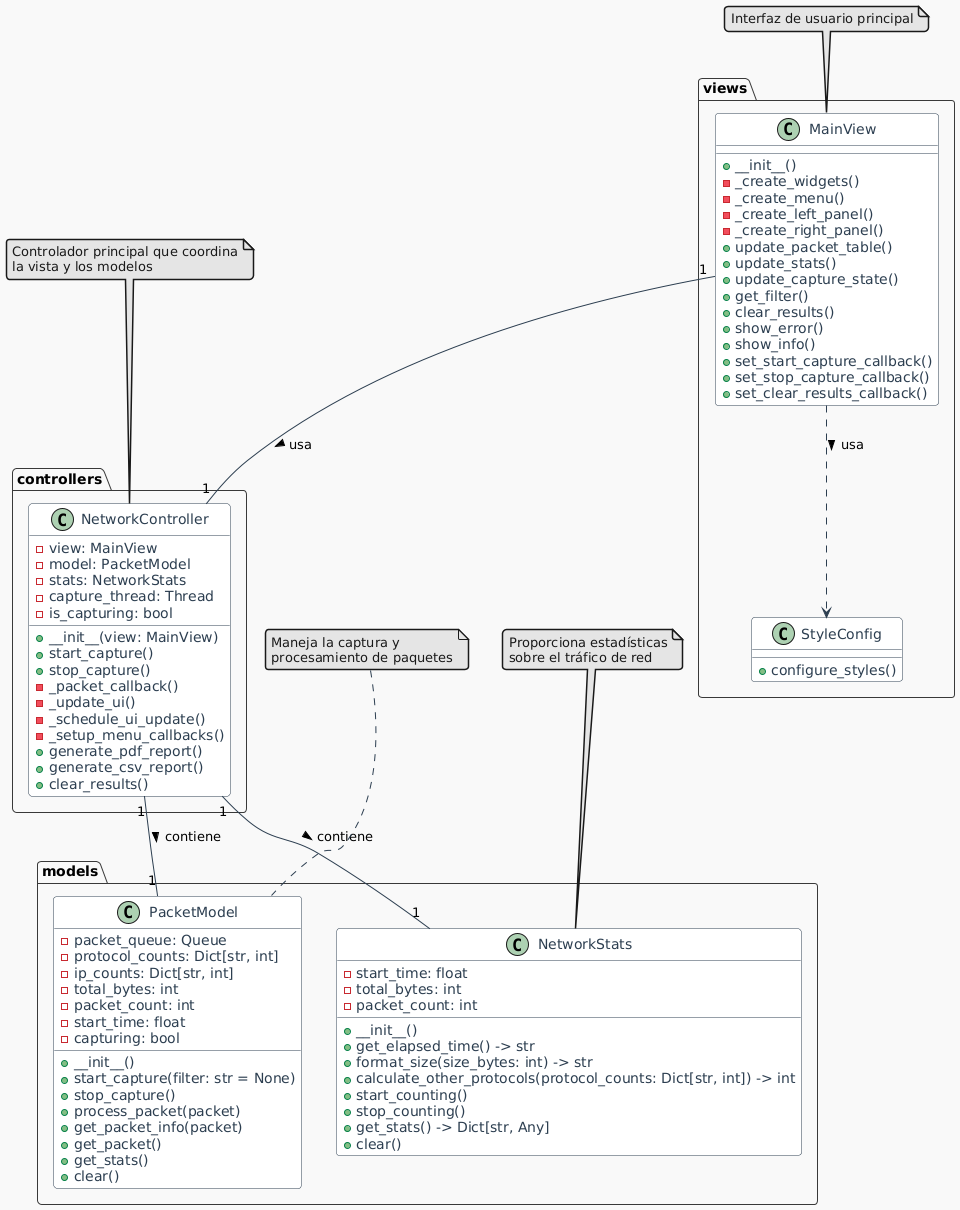 Interfaz de usuario principal
views
C MainView
__init__()
_create_widgets()
_create_menu()
_create_left_panel()
_create_right_panel()
update_packet_table()
update_stats()
update_capture_state()
get_filter()
clear_results()
show_error()
show_info()
set_start_capture_callback()
set_stop_capture_callback()
set_clear_results_callback()
Controlador principal que coordina
la vista y los modelos
1
usa
usa
1
controllers
C NetworkController
view: MainView
model: PacketModel
stats: NetworkStats
capture_thread: Thread
is_capturing: bool
__init__(view: MainView)
start_capture()
stop_capture()
_packet_callback()
_update_ui()
_schedule_ui_update()
_setup_menu_callbacks()
generate_pdf_report()
generate_csv_report()
clear_results()
Maneja la captura y
procesamiento de paquetes
Proporciona estadísticas
sobre el tráfico de red
C StyleConfig
configure_styles()
1
contiene
1
1
contiene
1
models
C PacketModel
packet_queue: Queue
protocol_counts: Dict[str, int]
ip_counts: Dict[str, int]
total_bytes: int
packet_count: int
start_time: float
capturing: bool
__init__()
start_capture(filter: str = None)
stop_capture()
process_packet(packet)
get_packet_info(packet)
get_packet()
get_stats()
clear()
C NetworkStats
start_time: float
total_bytes: int
packet_count: int
__init__()
get_elapsed_time() -> str
format_size(size_bytes: int) -> str
calculate_other_protocols(protocol_counts: Dict[str, int]) -> int
start_counting()
stop_counting()
get_stats() -> Dict[str, Any]
clear()